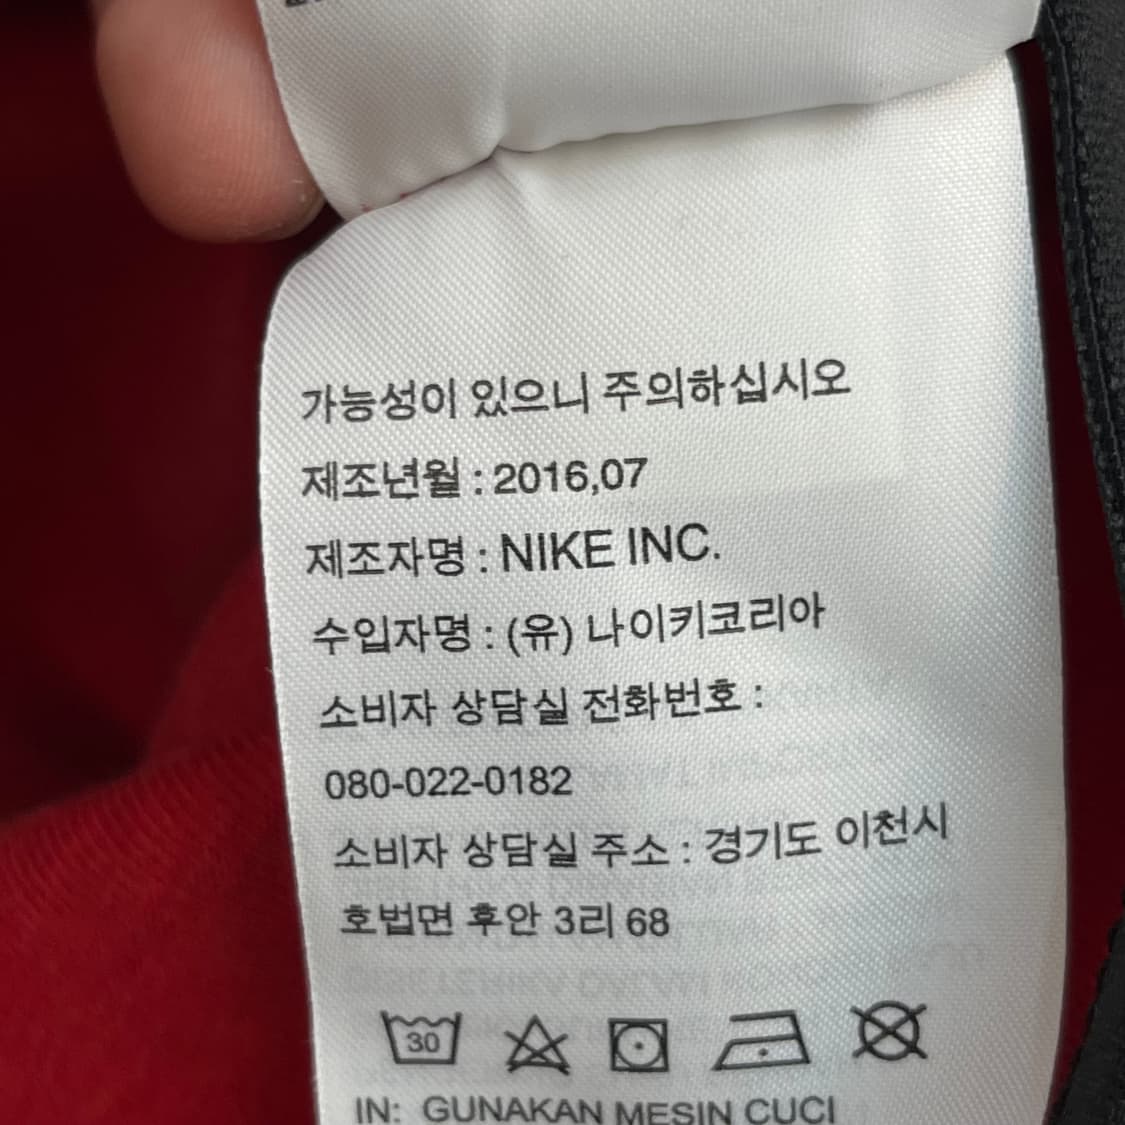 가능성이 있으니 주의하십시오
제조년월 : 2016,07
제조자명 : NIKE INC.
수입자명 : (유) 나이키코리아
소비자 상담실 전화번호 :
080-022-0182
소비자 상담실 주소 : 경기도 이천시
호법면 후안 3리 68
30
IN: GUNAKAN MESIN CUCI